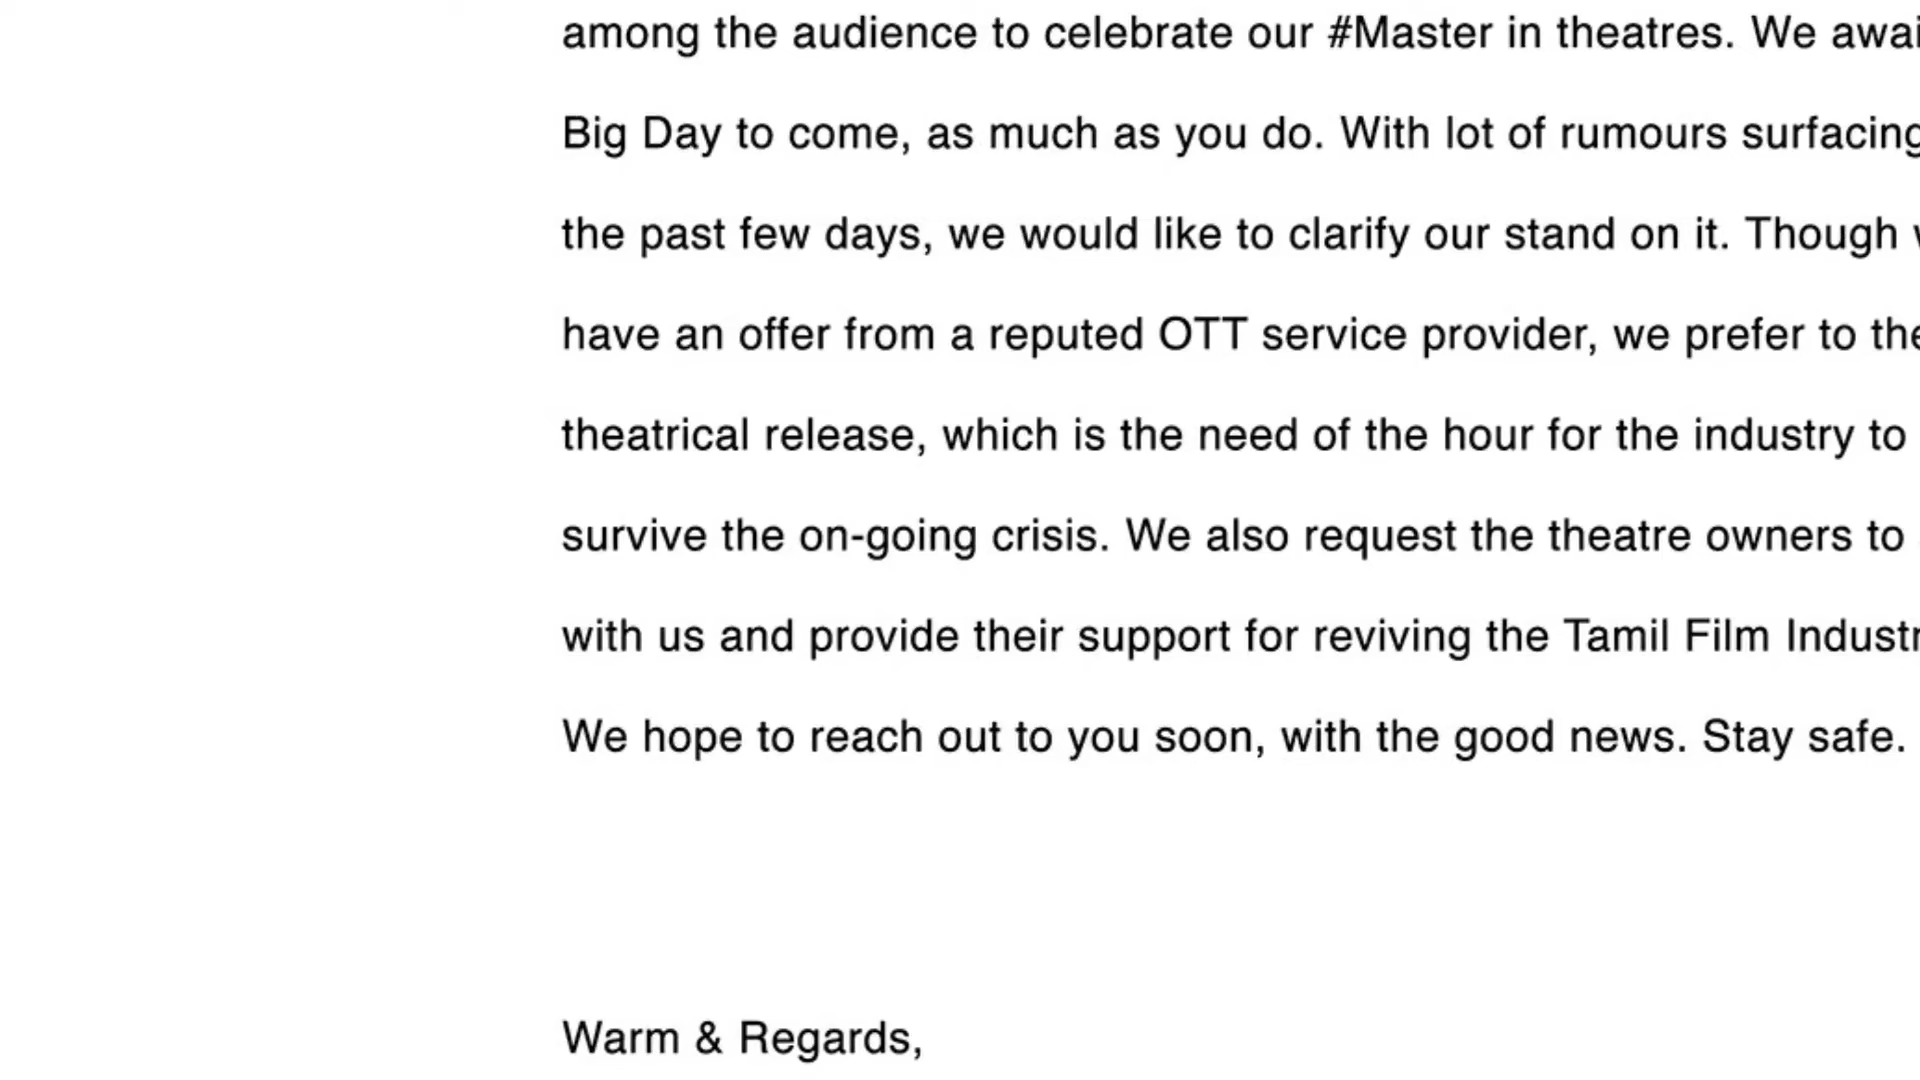 among the audience to celebrate our #Master in theatres. We awai
Big Day to come, as much as you do. With lot of rumours surfacing
the past few days, we would like to clarify our stand on it. Though
have an offer from a reputed OTT service provider, we prefer to the
theatrical release, which is the need of the hour for the industry to
survive the on-going crisis. We also request the theatre owners to
with us and provide their support for reviving the Tamil Film Industr
We hope to reach out to you soon, with the good news. Stay safe.
Warm & Regards,